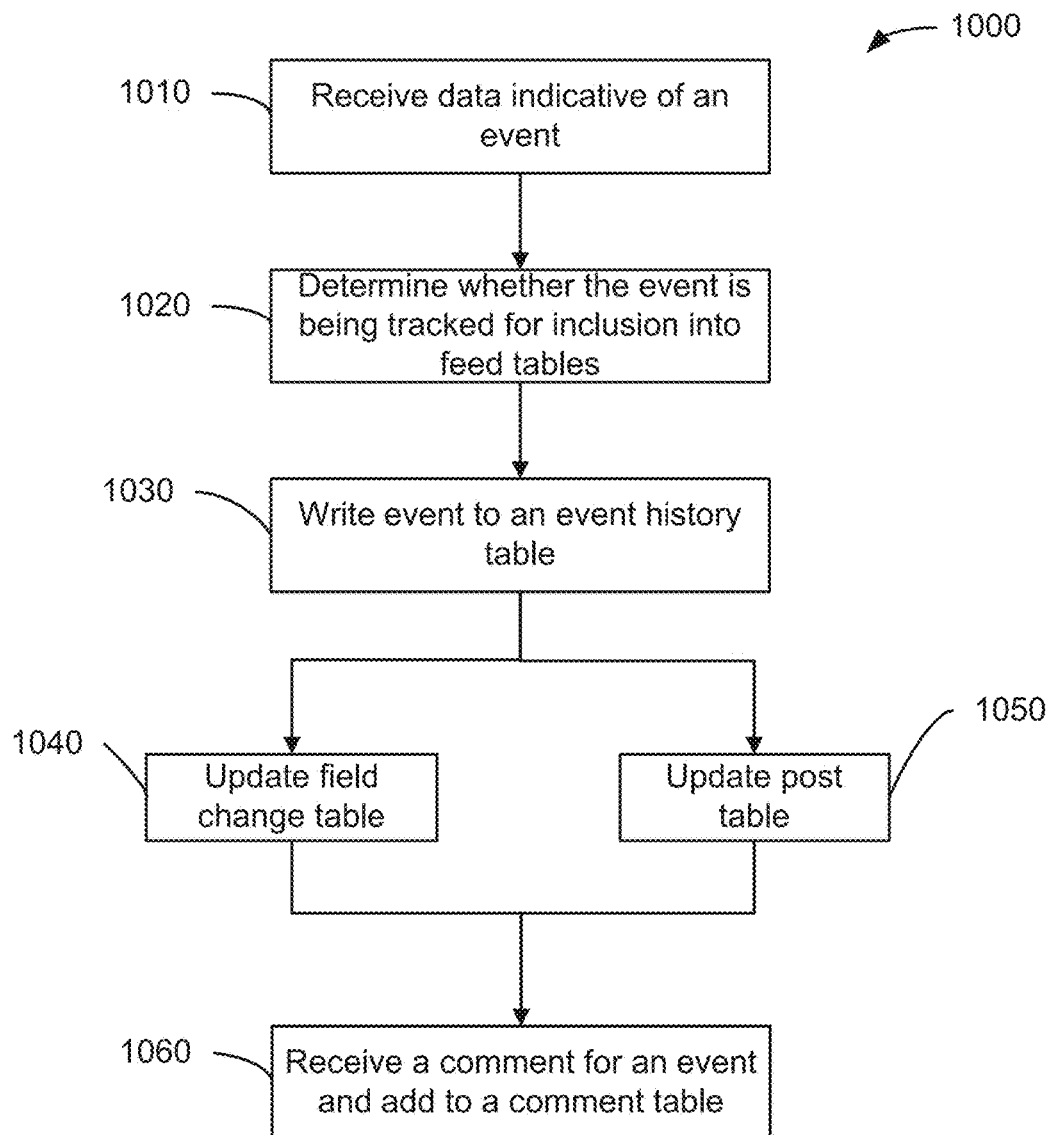 1000
1010
Receive data indicative of an
event
1020
Determine whether the event is
being tracked for inclusion into
feed tables
1030
Write event to an event history
table
1040
Update field
change table
1050
Update post
table
1060
Receive a comment for an event
and add to a comment table